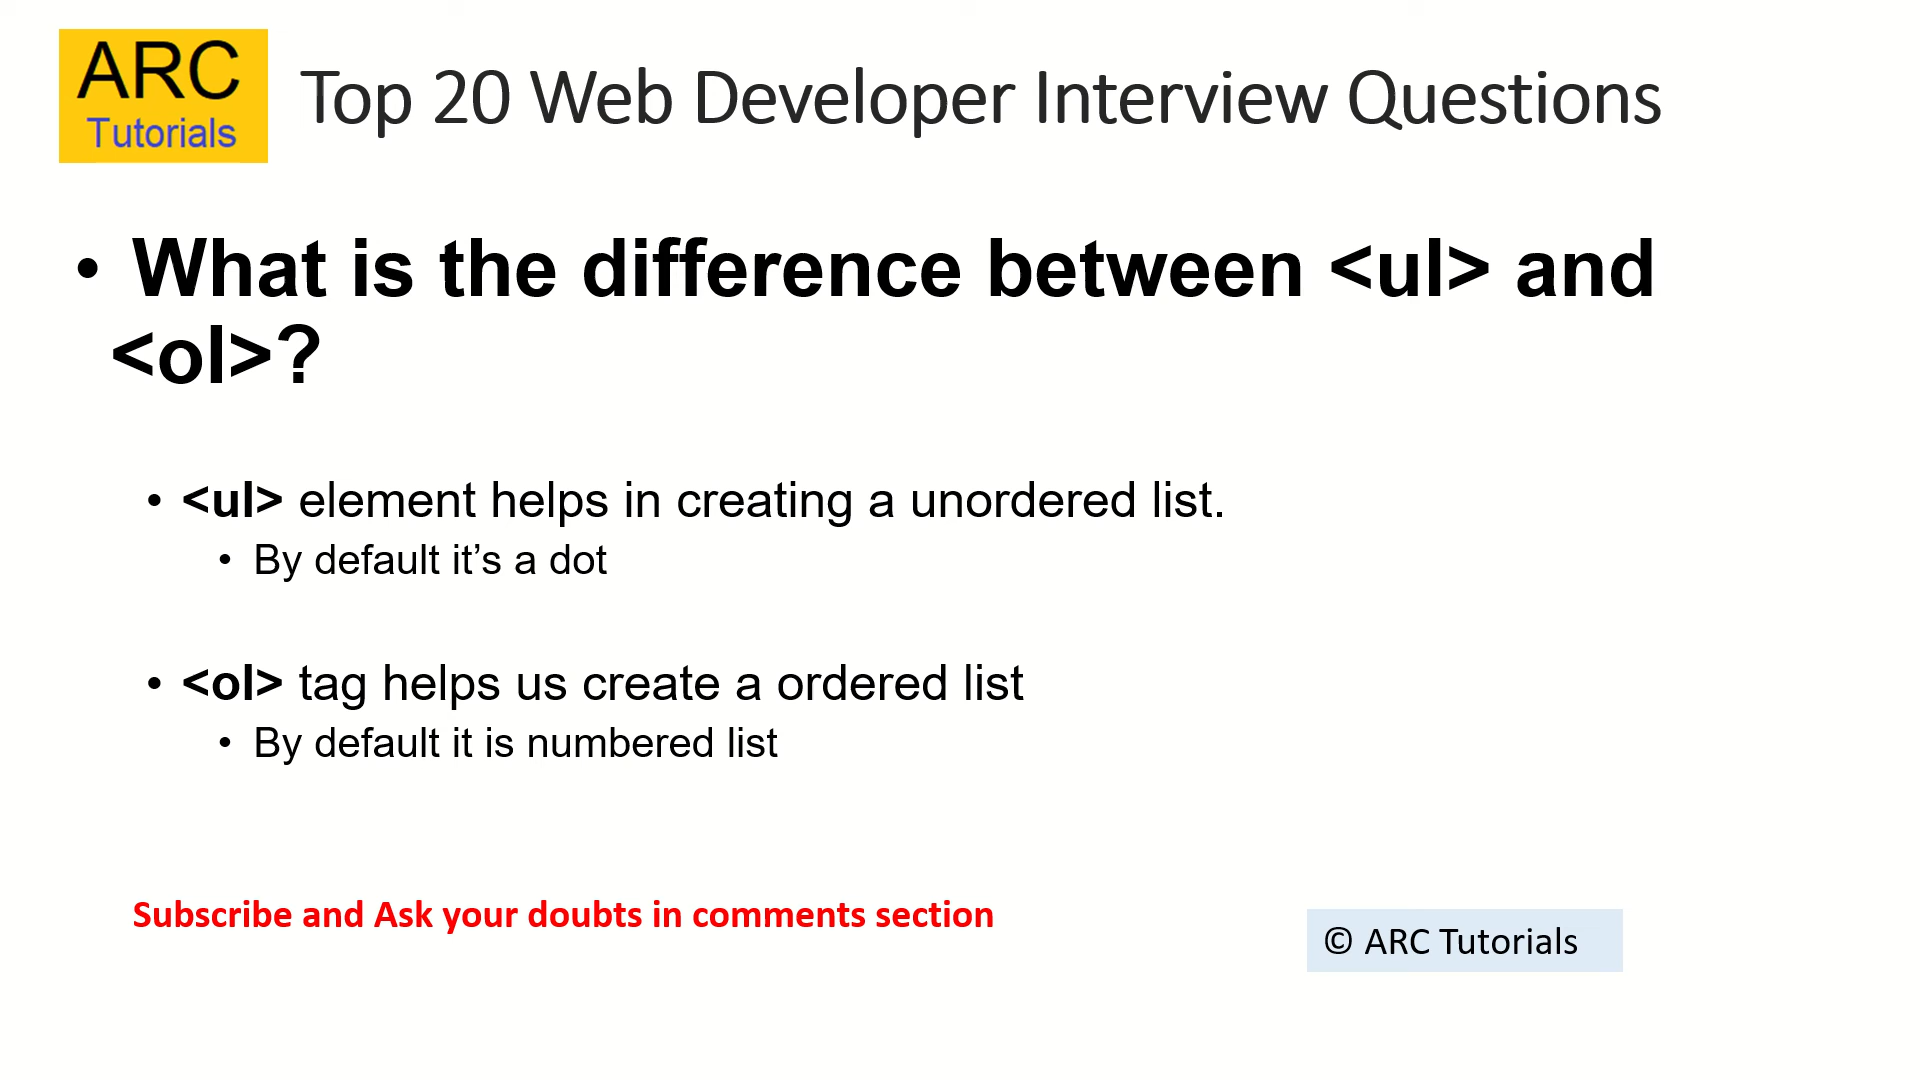 ARC
Tutorials
Top 20 Web Developer Interview Questions
• What is the difference between <ul> and
<ol>?
• <ul> element helps in creating a unordered list.
• By default it’s a dot
• <ol> tag helps us create a ordered list
• By default it is numbered list
Subscribe and Ask your doubts in comments section
© ARC Tutorials